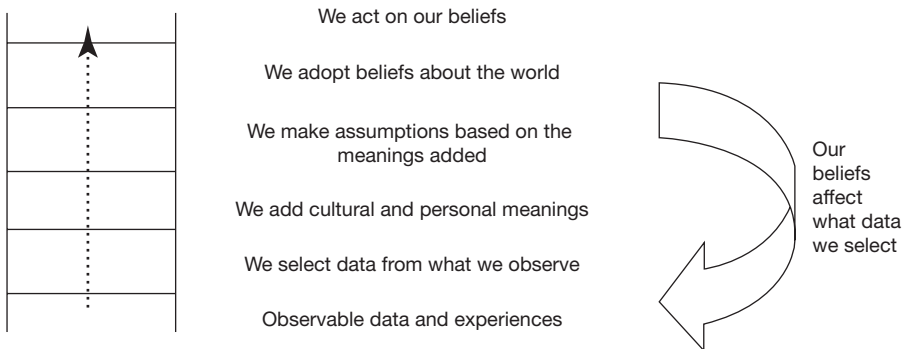 We act on our beliefs
We adopt beliefs about the world
We make assumptions based on the
meanings added
We add cultural and personal meanings
We select data from what we observe
Observable data and experiences
Our
beliefs
affect
what data
we select